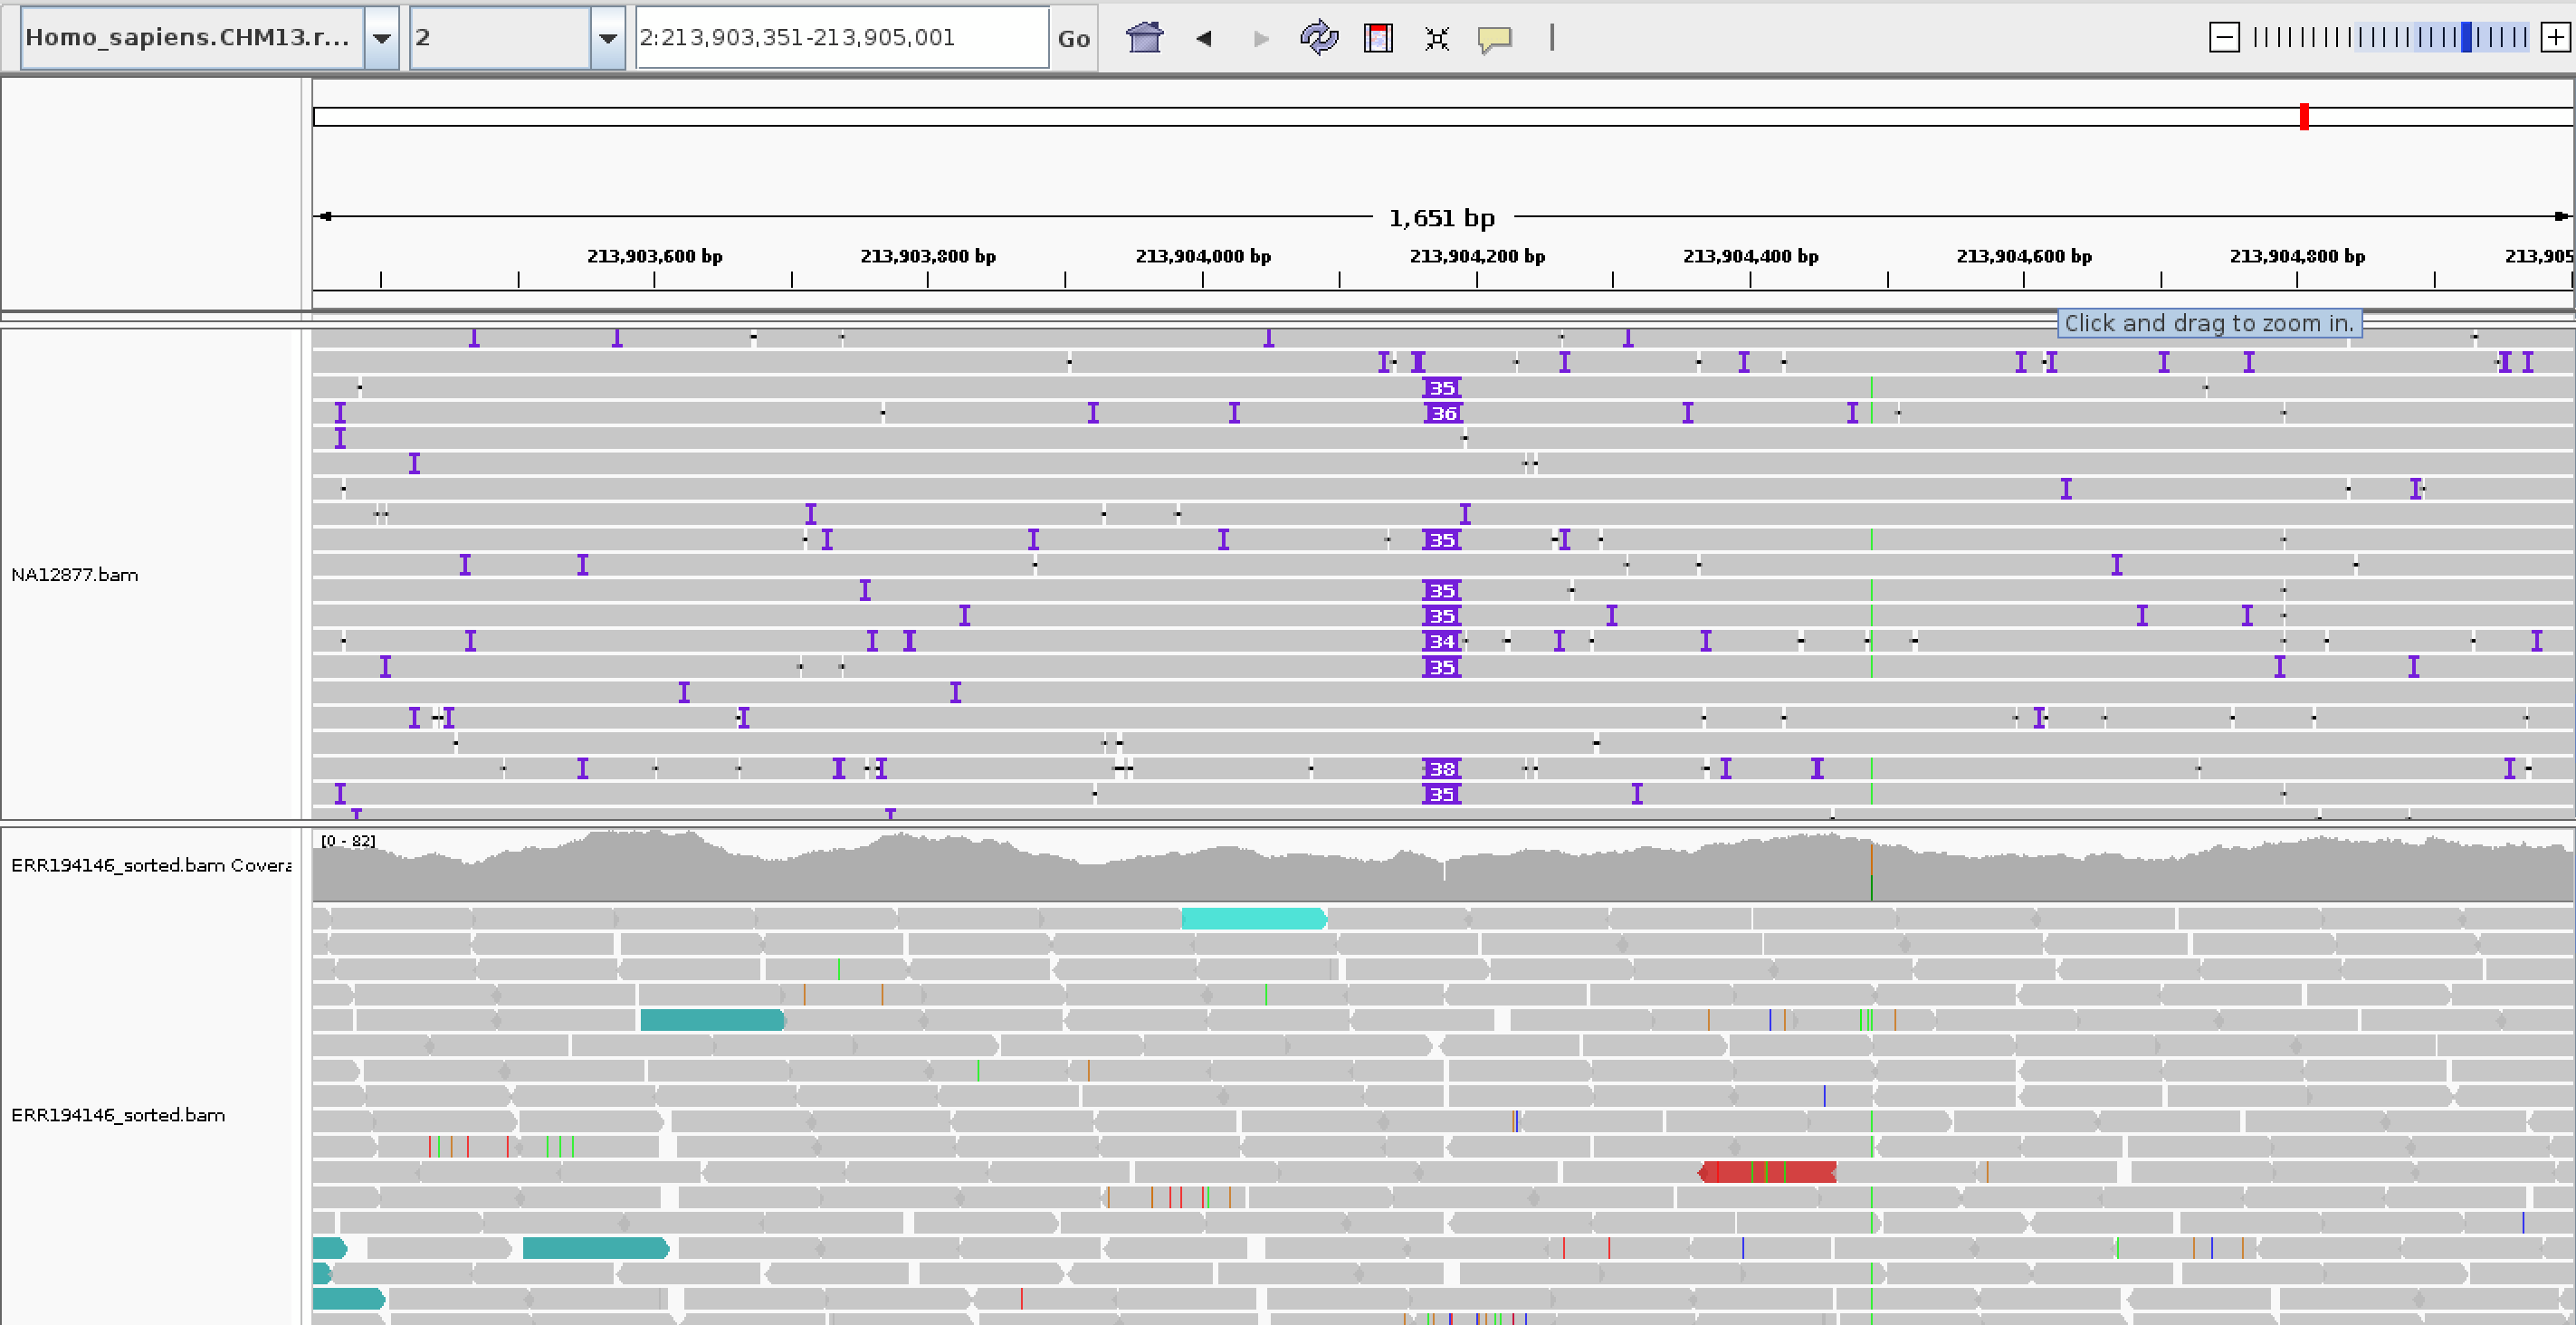 Homo_sapiens.CHM13.r... 2 2:213,903,351-213,905,001 Go
1,651 bp
213,903,600 bp 213,903,800 bp 213,904,000 bp 213,904,200 bp 213,904,400 bp 213,904,600 bp 213,904,800 bp 213,905
Click and drag to zoom in.
35
36
35
NA12877.bam
35
35
34
35
38
35
[0 - 82]
ERR194146_sorted.bam Covera
ERR194146_sorted.bam